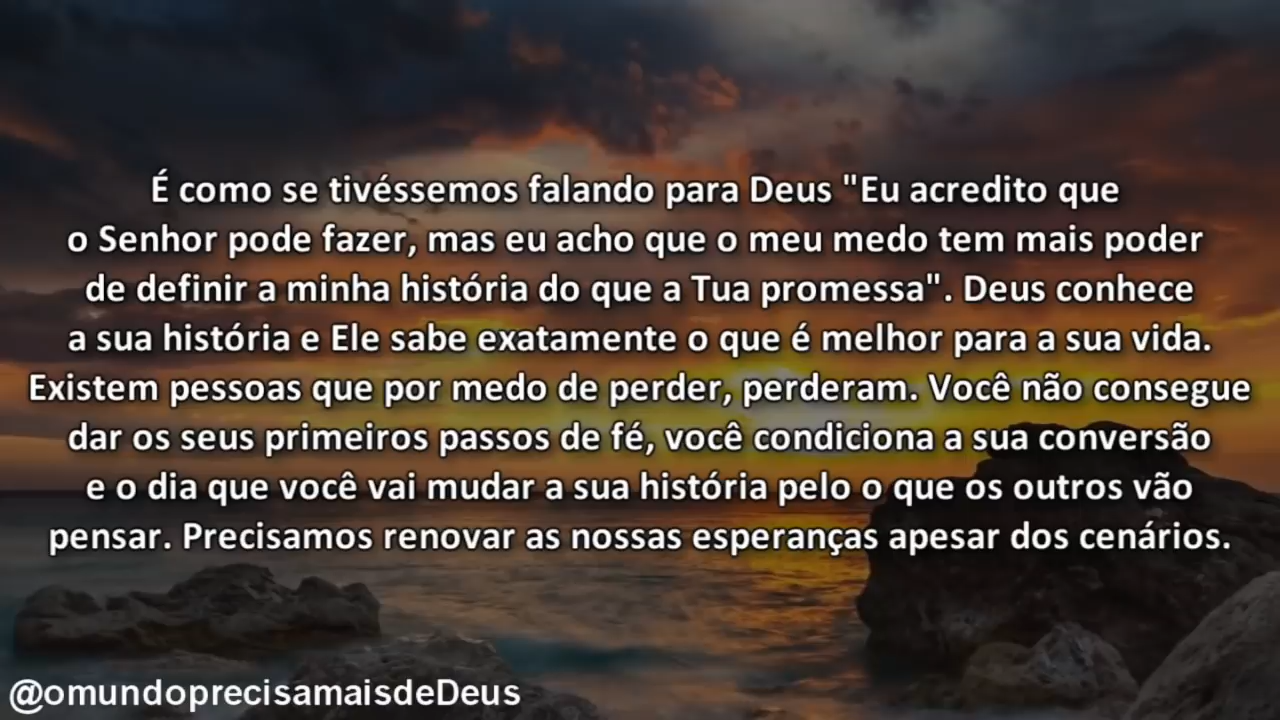 É como se tivéssemos falando para Deus "Eu acredito que
o Senhor pode fazer, mas eu acho que o meu medo tem mais poder
de definir a minha história do que a Tua promessa". Deus conhece
a sua história e Ele sabe exatamente o que é melhor para a sua vida.
Existem pessoas que por medo de perder, perderam. Você não consegue
dar os seus primeiros passos de fé, você condiciona a sua conversão
e o dia que você vai mudar a sua história pelo o que os outros vão
pensar. Precisamos renovar as nossas esperanças apesar dos cenários.
@omundoprecisamaisdeDeus